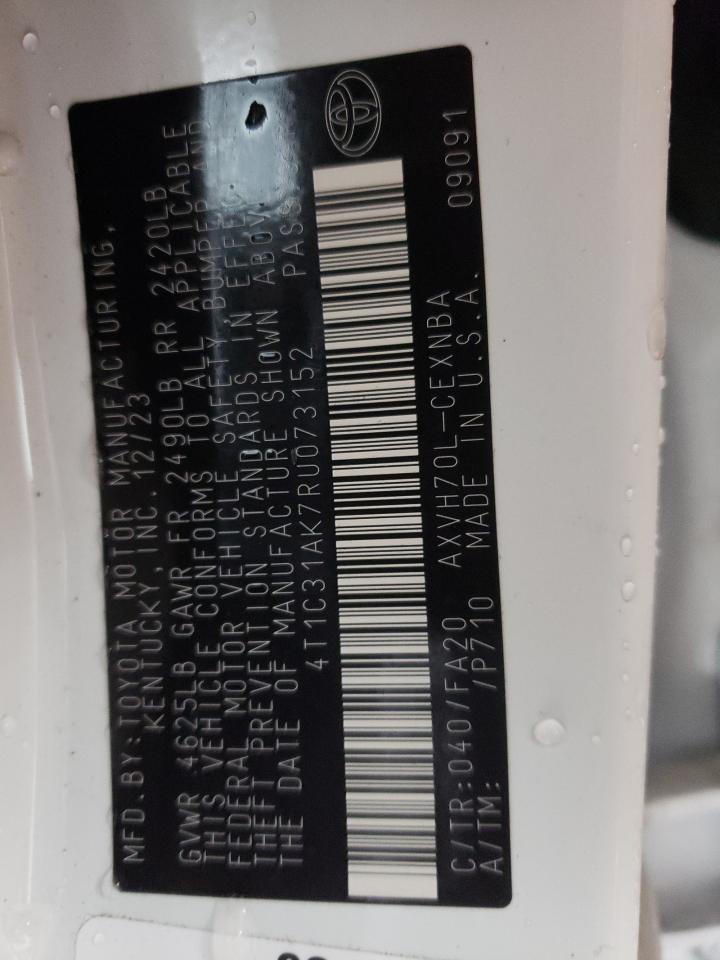 MFD.BY:TOYOTA MOTOR MANUFACTURING,
KENTUCKY,INC. 12/23
GVWR 4625LB GAWR FR 2490LB RR 2420LB
THIS VEHICLE CONFORMS TO ALL APPLICABLE
FEDERAL MOTOR VEHICLE SAFETY, BUMPER AND
THEFT PREVENTION STANDARDS IN EFFECT
THE DATE OF MANUFACTURE SHOWN ABOVE
4T1C31AK7RU073152 PAS
C/TR:040/FA20 AXVH70L-CEXNBA 09091
A/TM: /P710 MADE IN U.S.A.